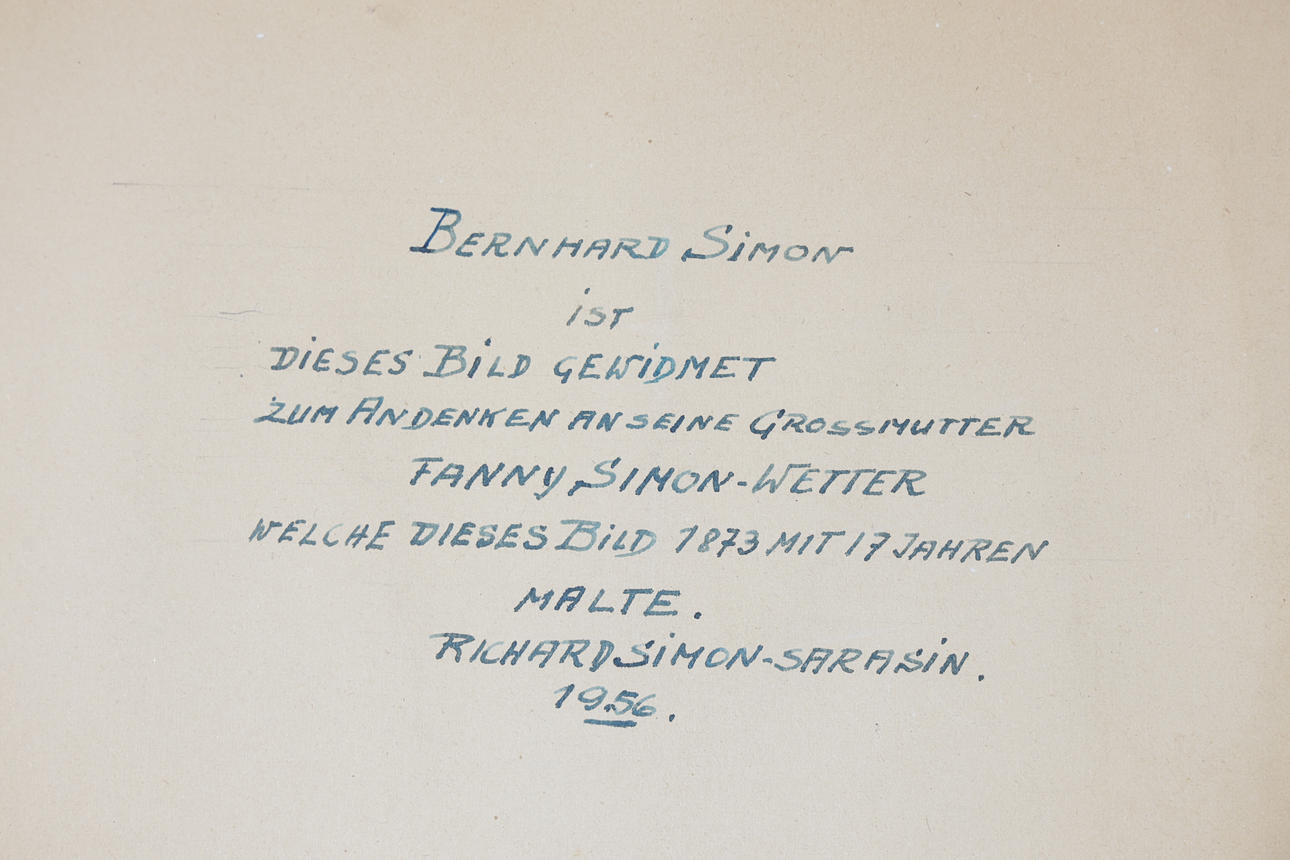 BERNHARD SIMON
iST
DiESES BiLD GEWiDMET
ZUM ANDENKEN AN SEINE GROSSMUTTER
FANNY SIMON-WETTER
WELCHE DIESES BiLD 1873 MIT 17 JAHREN
MALTE.
RICHARD SiMON-SARASiN.
1956.